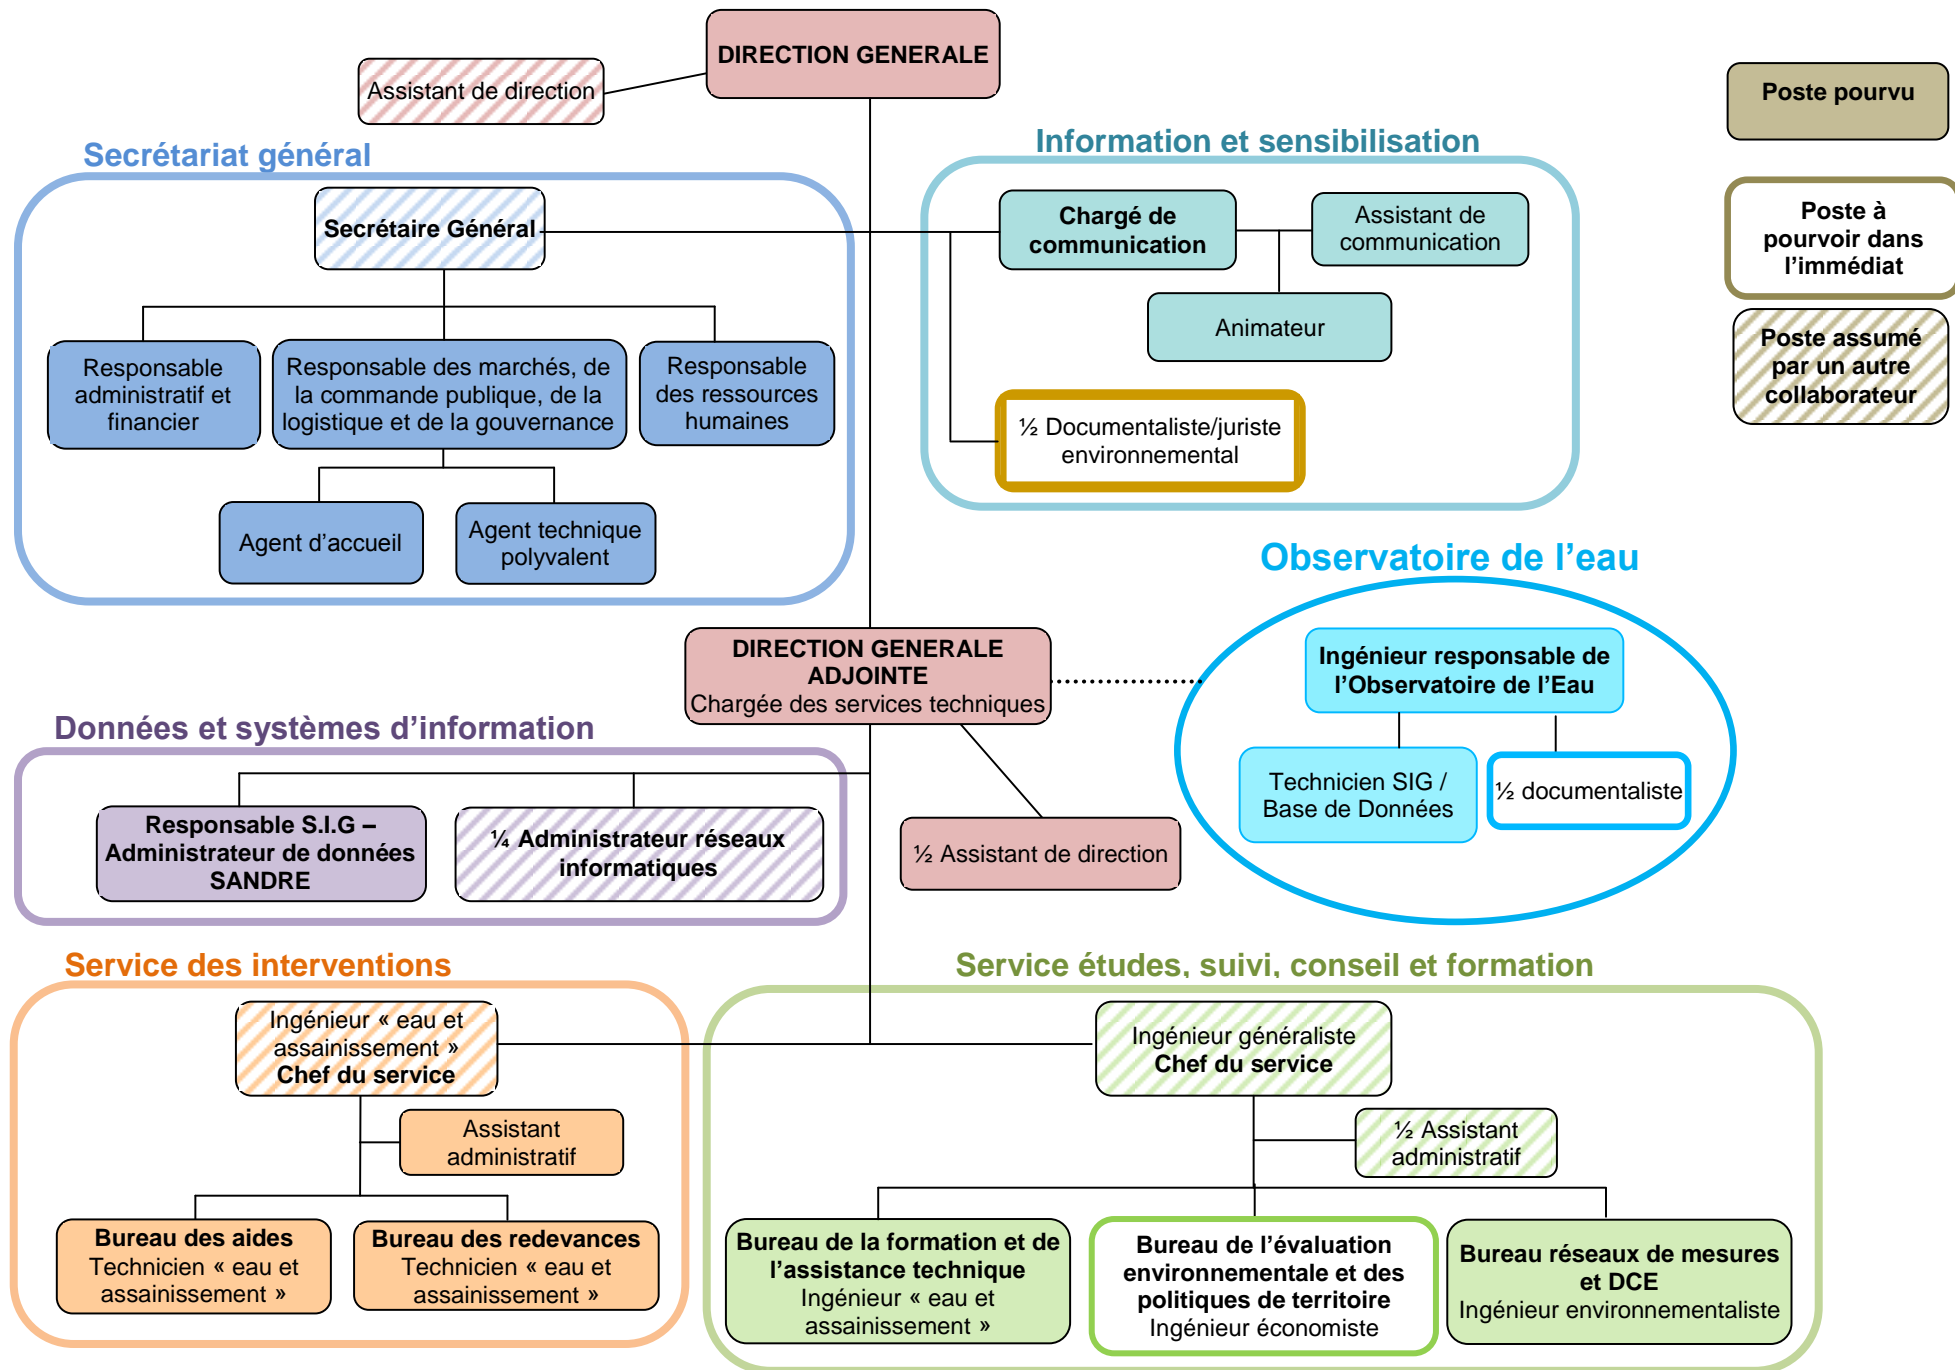 DIRECTION GENERALE
Assistant de direction
Poste pourvu
Poste à
pourvoir dans
l’immédiat
Poste assumé
par un autre
collaborateur
Secrétariat général
Secrétaire Général
Responsable
administratif et
financier
Responsable des marchés, de
la commande publique, de la
logistique et de la gouvernance
Responsable
des ressources
humaines
Agent d’accueil
Agent technique
polyvalent
Information et sensibilisation
Chargé de
communication
Assistant de
communication
Animateur
½ Documentaliste/juriste
environnemental
Observatoire de l’eau
Ingénieur responsable de
l’Observatoire de l’Eau
Technicien SIG /
Base de Données
½ documentaliste
DIRECTION GENERALE
ADJOINTE
Chargée des services techniques
½ Assistant de direction
Données et systèmes d’information
Responsable S.I.G –
Administrateur de données
SANDRE
¼ Administrateur réseaux
informatiques
Service des interventions
Ingénieur « eau et
assainissement »
Chef du service
Assistant
administratif
Bureau des aides
Technicien « eau et
assainissement »
Bureau des redevances
Technicien « eau et
assainissement »
Service études, suivi, conseil et formation
Ingénieur généraliste
Chef du service
½ Assistant
administratif
Bureau de la formation et de
l’assistance technique
Ingénieur « eau et
assainissement »
Bureau de l’évaluation
environnementale et des
politiques de territoire
Ingénieur économiste
Bureau réseaux de mesures
et DCE
Ingénieur environnementaliste